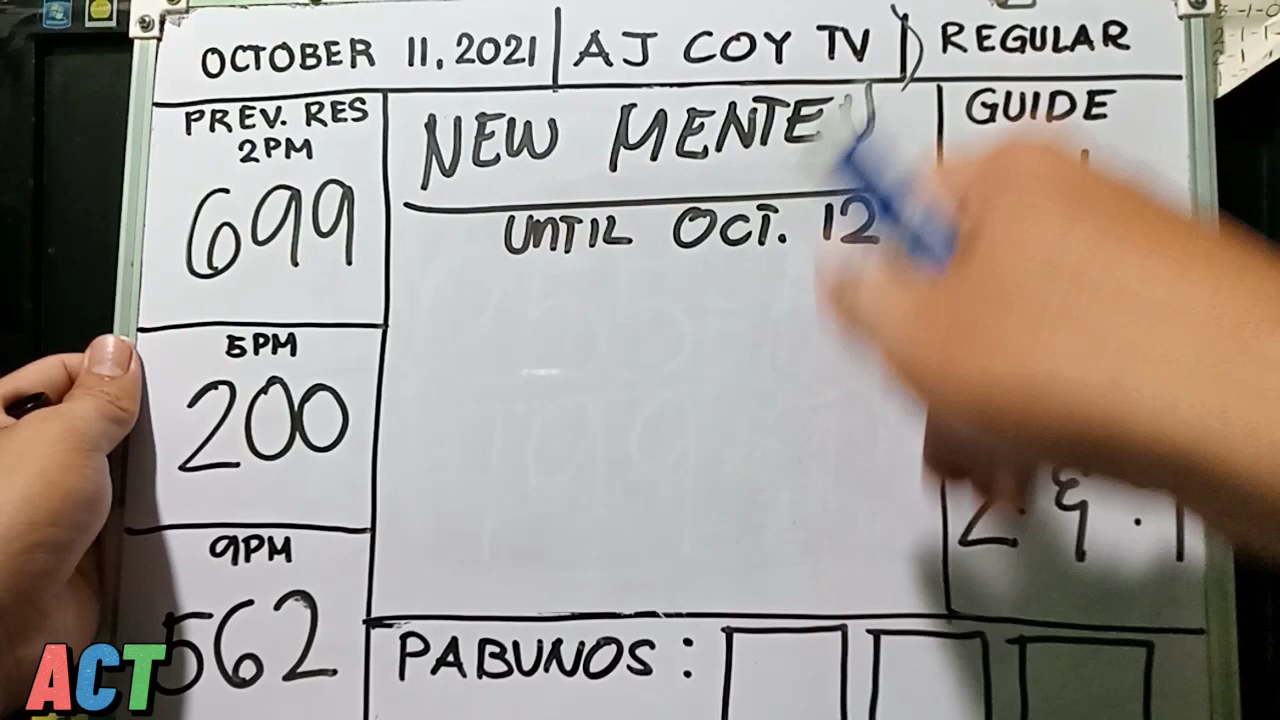 OCTOBER 11, 2021 | AJ COY TV | REGULAR
PREV. RES
2PM
699
5PM
200
9PM
562
NEW MENTE
UNTIL OCT. 12
GUIDE
PABUNOS:
ACT